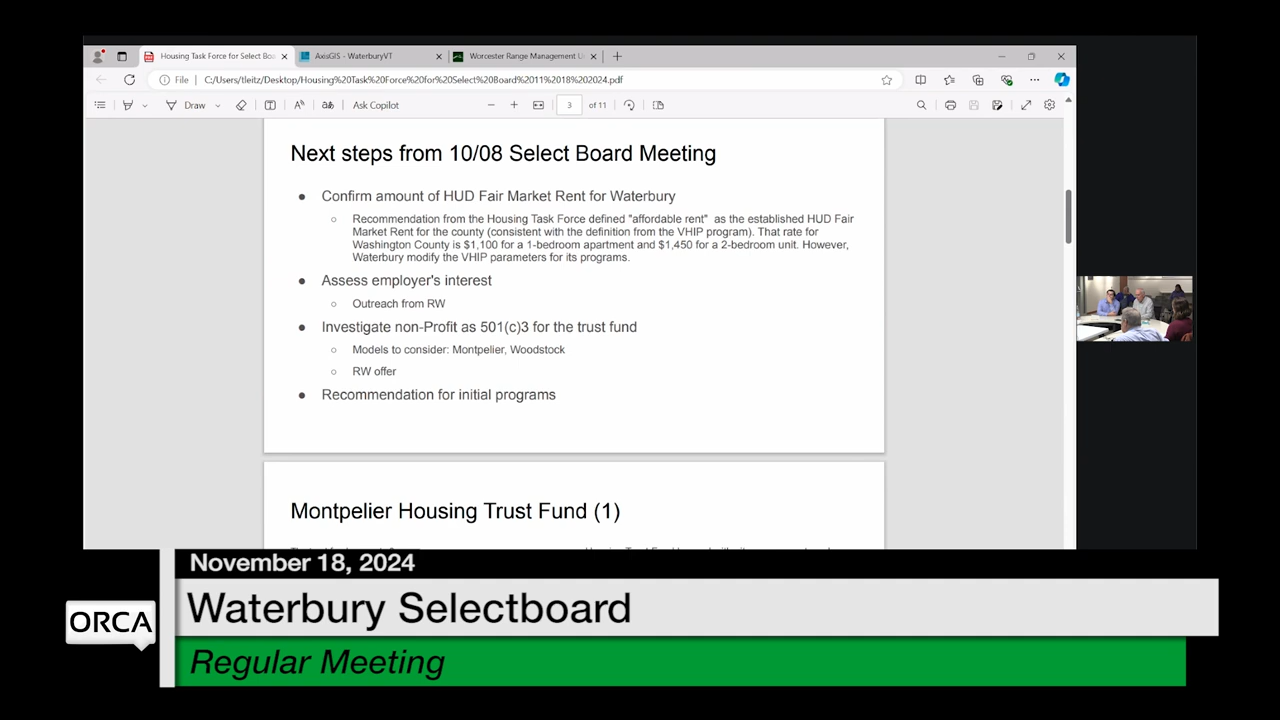 Housing Task Force for Select Boa
AxisGIS - WaterburyVT
Worcester Range Management U
File
C:/Users/tleitz/Desktop/Housing%20Task%20Force%20for%20Select%20Board%2011%2018%202024.pdf
Draw
Ask Copilot
3 of 11
Next steps from 10/08 Select Board Meeting
● Confirm amount of HUD Fair Market Rent for Waterbury
○ Recommendation from the Housing Task Force defined "affordable rent" as the established HUD Fair
Market Rent for the county (consistent with the definition from the VHIP program). That rate for
Washington County is $1,100 for a 1-bedroom apartment and $1,450 for a 2-bedroom unit. However,
Waterbury modify the VHIP parameters for its programs.
● Assess employer's interest
○ Outreach from RW
● Investigate non-Profit as 501(c)3 for the trust fund
○ Models to consider: Montpelier, Woodstock
○ RW offer
● Recommendation for initial programs
Montpelier Housing Trust Fund (1)
November 18, 2024
ORCA
Waterbury Selectboard
Regular Meeting